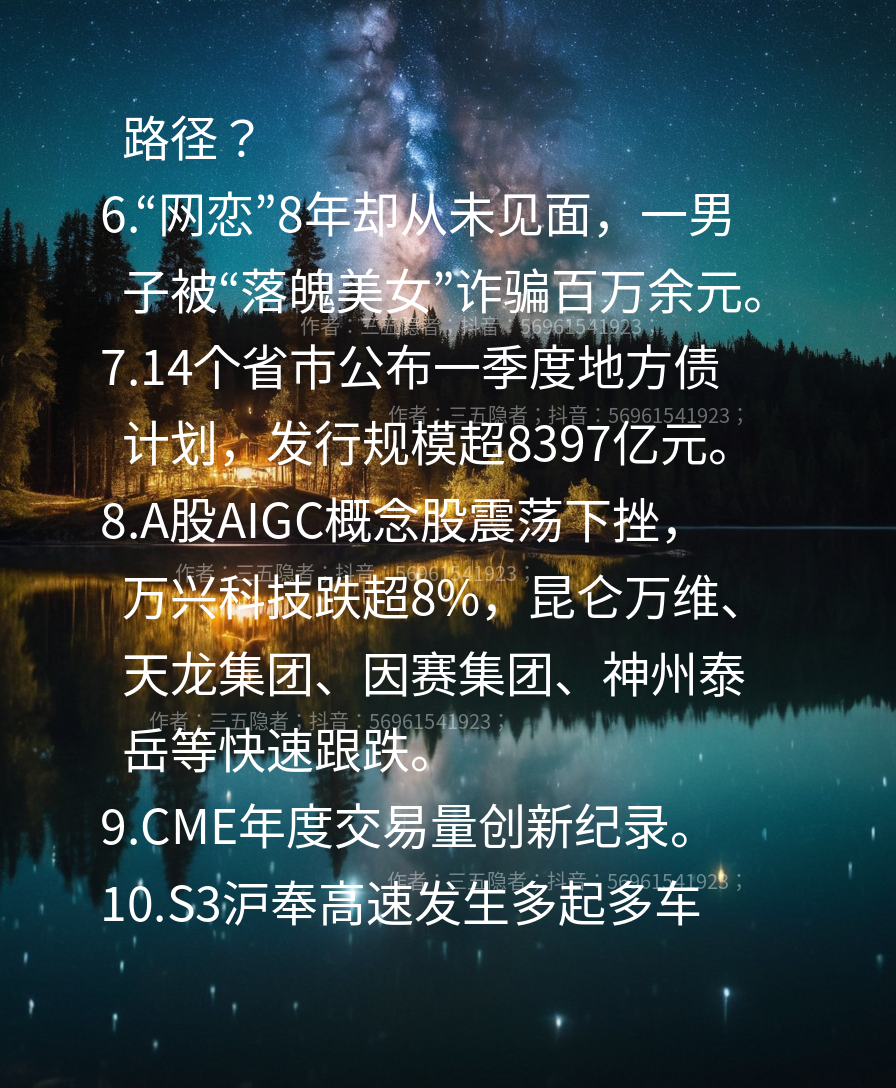 路径？
6.“网恋”8年却从未见面，一男
子被“落魄美女”诈骗百万余元。
作者：三五隐者；抖音：56961541923；
7.14个省市公布一季度地方债
作者：三五隐者；抖音：56961541923；
计划，发行规模超8397亿元。
8.A股AIGC概念股震荡下挫，
作者：三五隐者；抖音：56961541923；
万兴科技跌超8%，昆仑万维、
天龙集团、因赛集团、神州泰
作者：三五隐者；抖音：56961541923；
岳等快速跟跌。
9.CME年度交易量创新纪录。
作者：三五隐者；抖音：56961541923；
10.S3沪奉高速发生多起多车